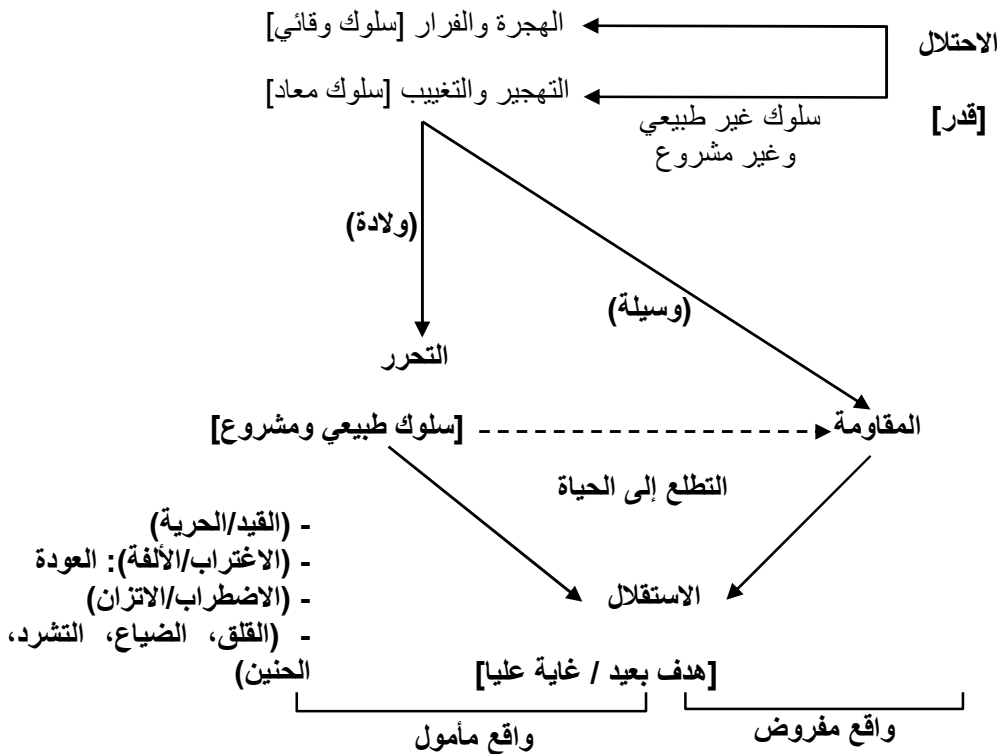 الاحتلال
[قدر]
الهجرة والفرار [سلوك وقائي]
التهجير والتغييب [سلوك معاد]
سلوك غير طبيعي
وغير مشروع
(ولادة)
(وسيلة)
التحرر
[سلوك طبيعي ومشروع]
المقاومة
التطلع إلى الحياة
- (القيد/الحرية)
- (الاغتراب/الألفة): العودة
- (الاضطراب/الاتزان)
- (القلق، الضياع، التشرد،
الحنين)
الاستقلال
[هدف بعيد / غاية عليا]
واقع مفروض
واقع مأمول